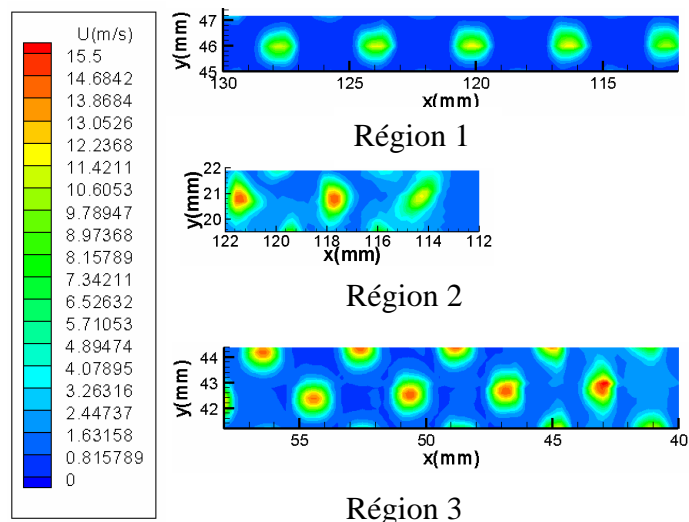 U(m/s)
15.5
14.6842
13.8684
13.0526
12.2368
11.4211
10.6053
9.78947
8.97368
8.15789
7.34211
6.52632
5.71053
4.89474
4.07895
3.26316
2.44737
1.63158
0.815789
0
y(mm)
47
46
45
130 125 120 115
x(mm)
Région 1
y(mm)
22
21
20
122 120 118 116 114 112
x(mm)
Région 2
y(mm)
44
43
42
55 50 45 40
x(mm)
Région 3